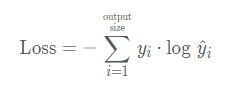 output
size
Loss = − ∑ yᵢ · log ŷᵢ
i=1